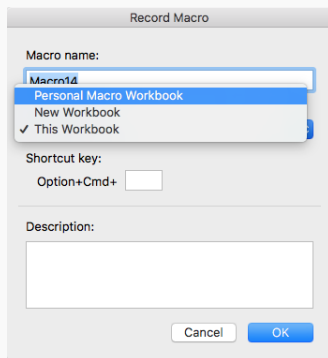 Record Macro
Macro name:
Macro14
Personal Macro Workbook
New Workbook
✓ This Workbook
Shortcut key:
Option+Cmd+
Description:
Cancel
OK